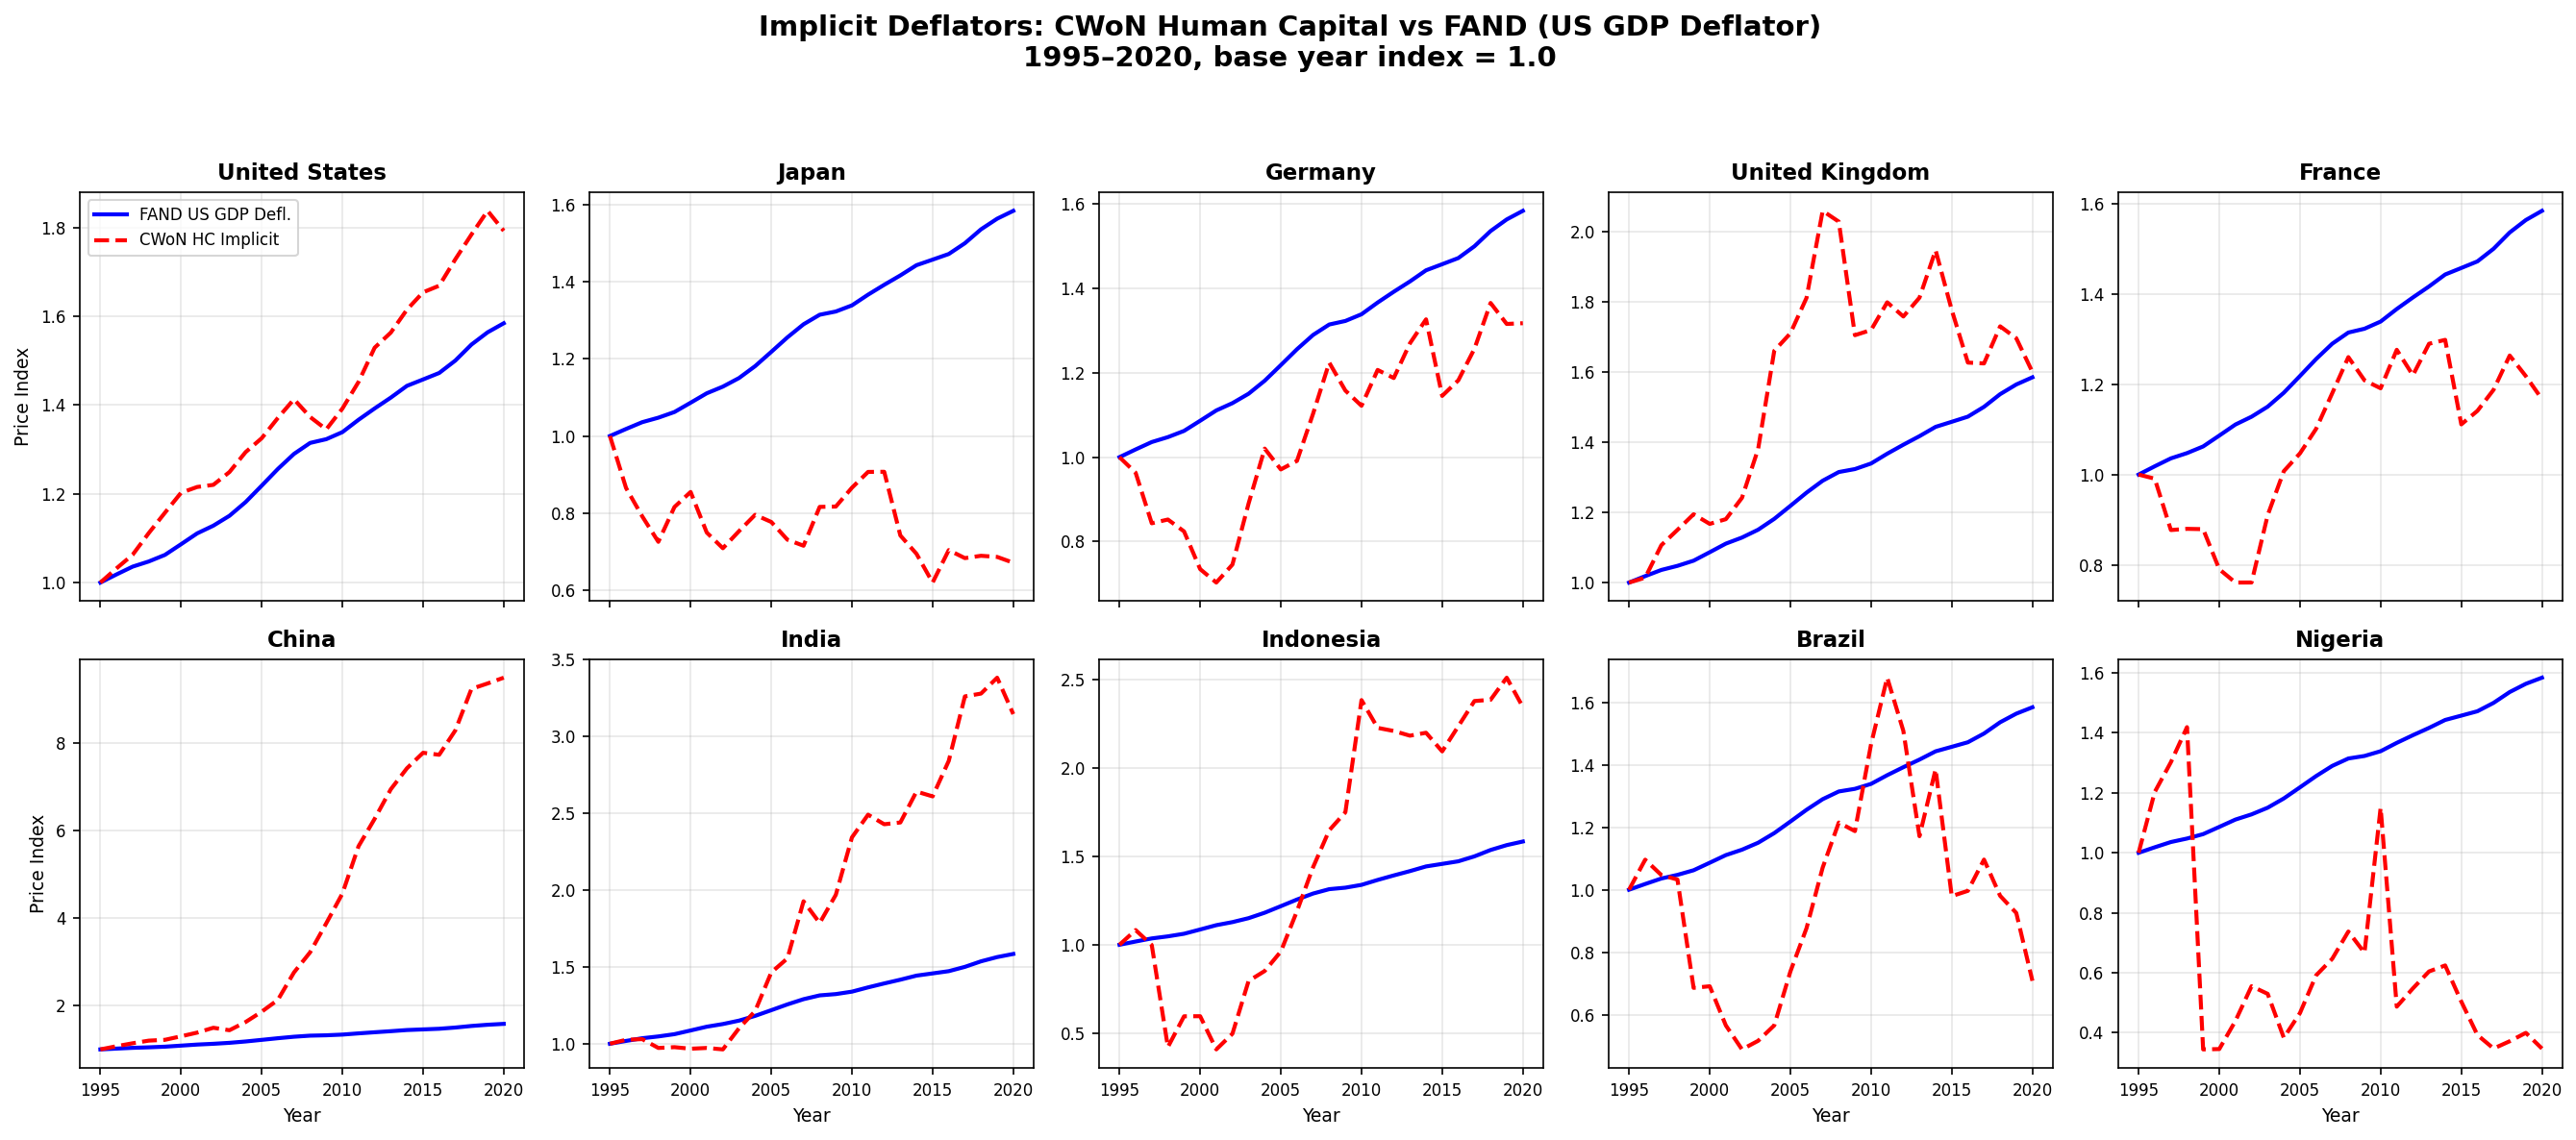 Implicit Deflators: CWoN Human Capital vs FAND (US GDP Deflator)
1995–2020, base year index = 1.0
United States
FAND US GDP Defl.
CWoN HC Implicit
Price Index
1.8
1.6
1.4
1.2
1.0
Japan
1.6
1.4
1.2
1.0
0.8
0.6
Germany
1.6
1.4
1.2
1.0
0.8
United Kingdom
2.0
1.8
1.6
1.4
1.2
1.0
France
1.6
1.4
1.2
1.0
0.8
China
Price Index
8
6
4
2
1995 2000 2005 2010 2015 2020
Year
India
3.5
3.0
2.5
2.0
1.5
1.0
1995 2000 2005 2010 2015 2020
Year
Indonesia
2.5
2.0
1.5
1.0
0.5
1995 2000 2005 2010 2015 2020
Year
Brazil
1.6
1.4
1.2
1.0
0.8
0.6
1995 2000 2005 2010 2015 2020
Year
Nigeria
1.6
1.4
1.2
1.0
0.8
0.6
0.4
1995 2000 2005 2010 2015 2020
Year